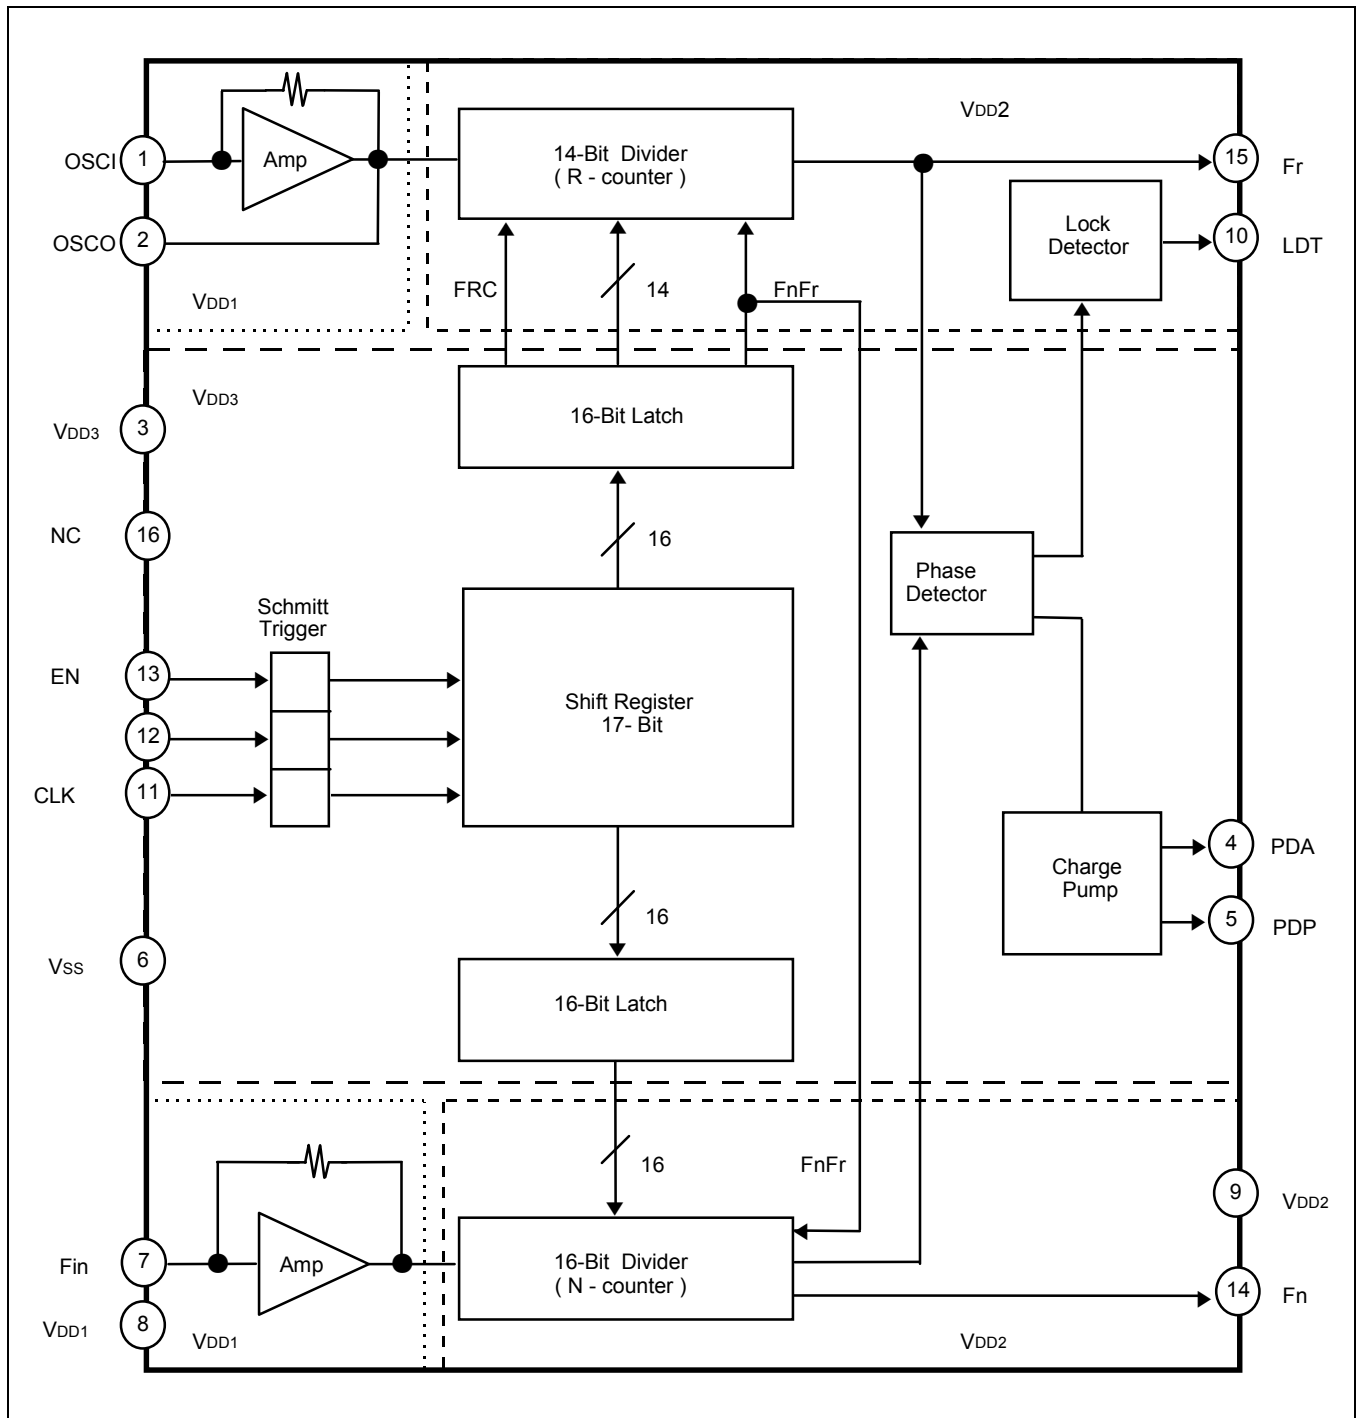 VDD2
OSCI
1
Amp
14-Bit Divider
( R - counter )
15
Fr
OSCO
2
Lock
Detector
10
LDT
VDD1
FRC
14
FnFr
VDD3
VDD3
3
16-Bit Latch
NC
16
16
Phase
Detector
Schmitt
Trigger
EN
13
Shift Register
17- Bit
12
CLK
11
Charge
Pump
4
PDA
5
PDP
16
VSS
6
16-Bit Latch
16
FnFr
9
VDD2
Fin
7
Amp
16-Bit Divider
( N - counter )
14
Fn
VDD1
8
VDD1
VDD2